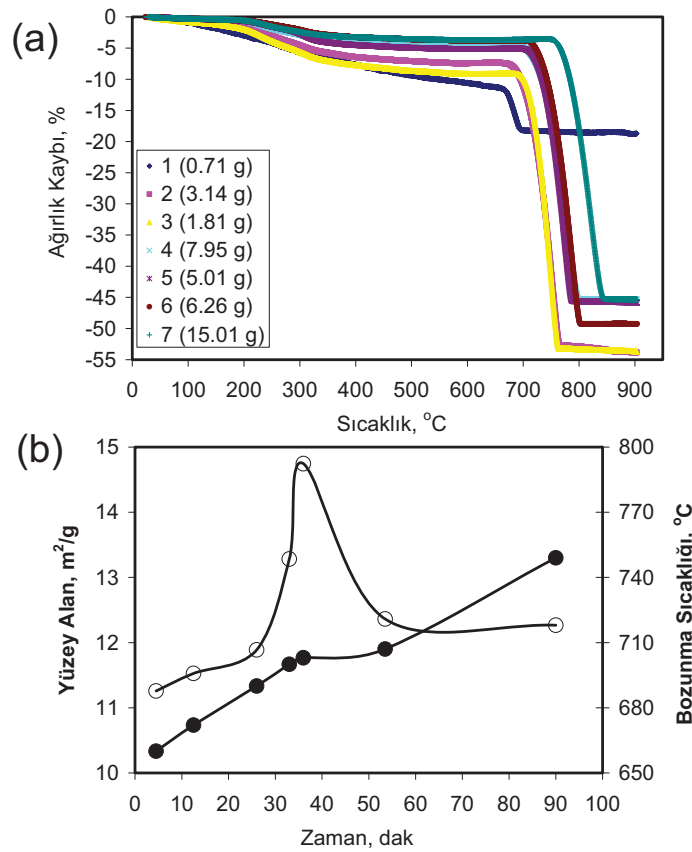 (a)
0
-5
-10
-15
-20
-25
-30
-35
-40
-45
-50
-55
Ağırlık Kaybı, %
1 (0.71 g)
2 (3.14 g)
3 (1.81 g)
4 (7.95 g)
5 (5.01 g)
6 (6.26 g)
7 (15.01 g)
0 100 200 300 400 500 600 700 800 900
Sıcaklık, °C
(b)
15
14
13
12
11
10
Yüzey Alan, m²/g
800
770
740
710
680
650
Bozunma Sıcaklığı, °C
0 10 20 30 40 50 60 70 80 90 100
Zaman, dak